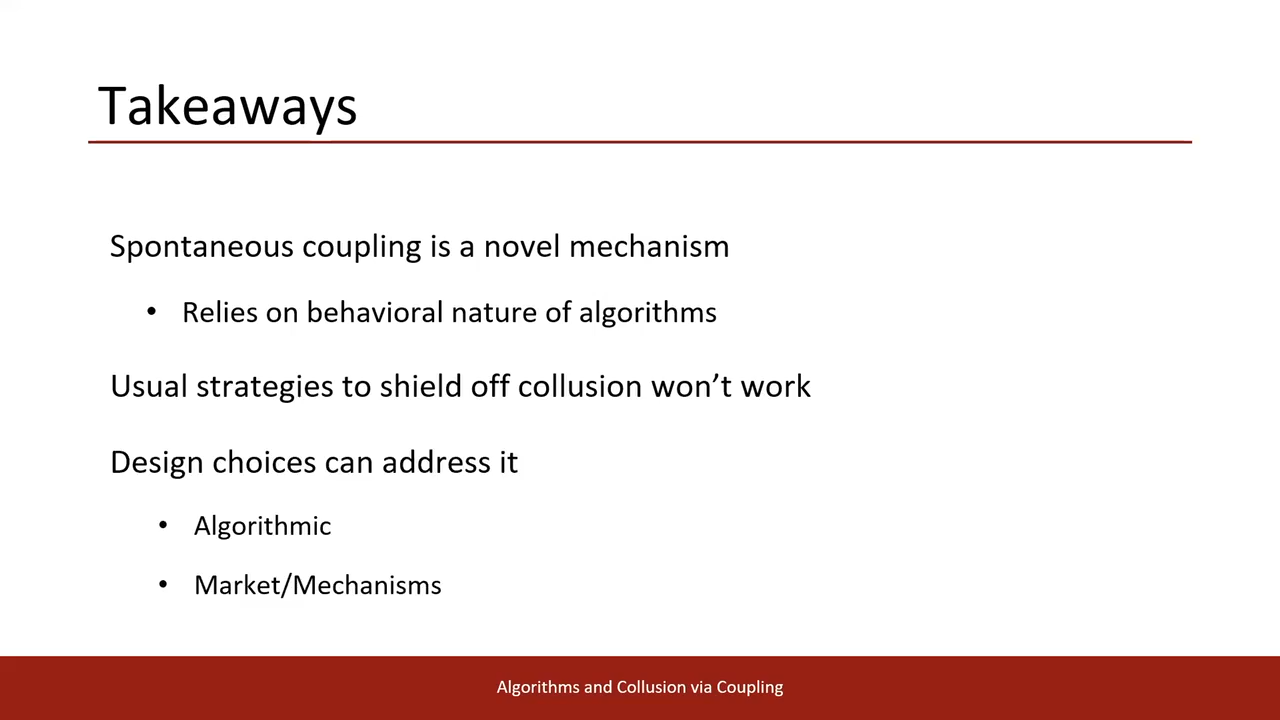 Takeaways
Spontaneous coupling is a novel mechanism
• Relies on behavioral nature of algorithms
Usual strategies to shield off collusion won’t work
Design choices can address it
• Algorithmic
• Market/Mechanisms
Algorithms and Collusion via Coupling